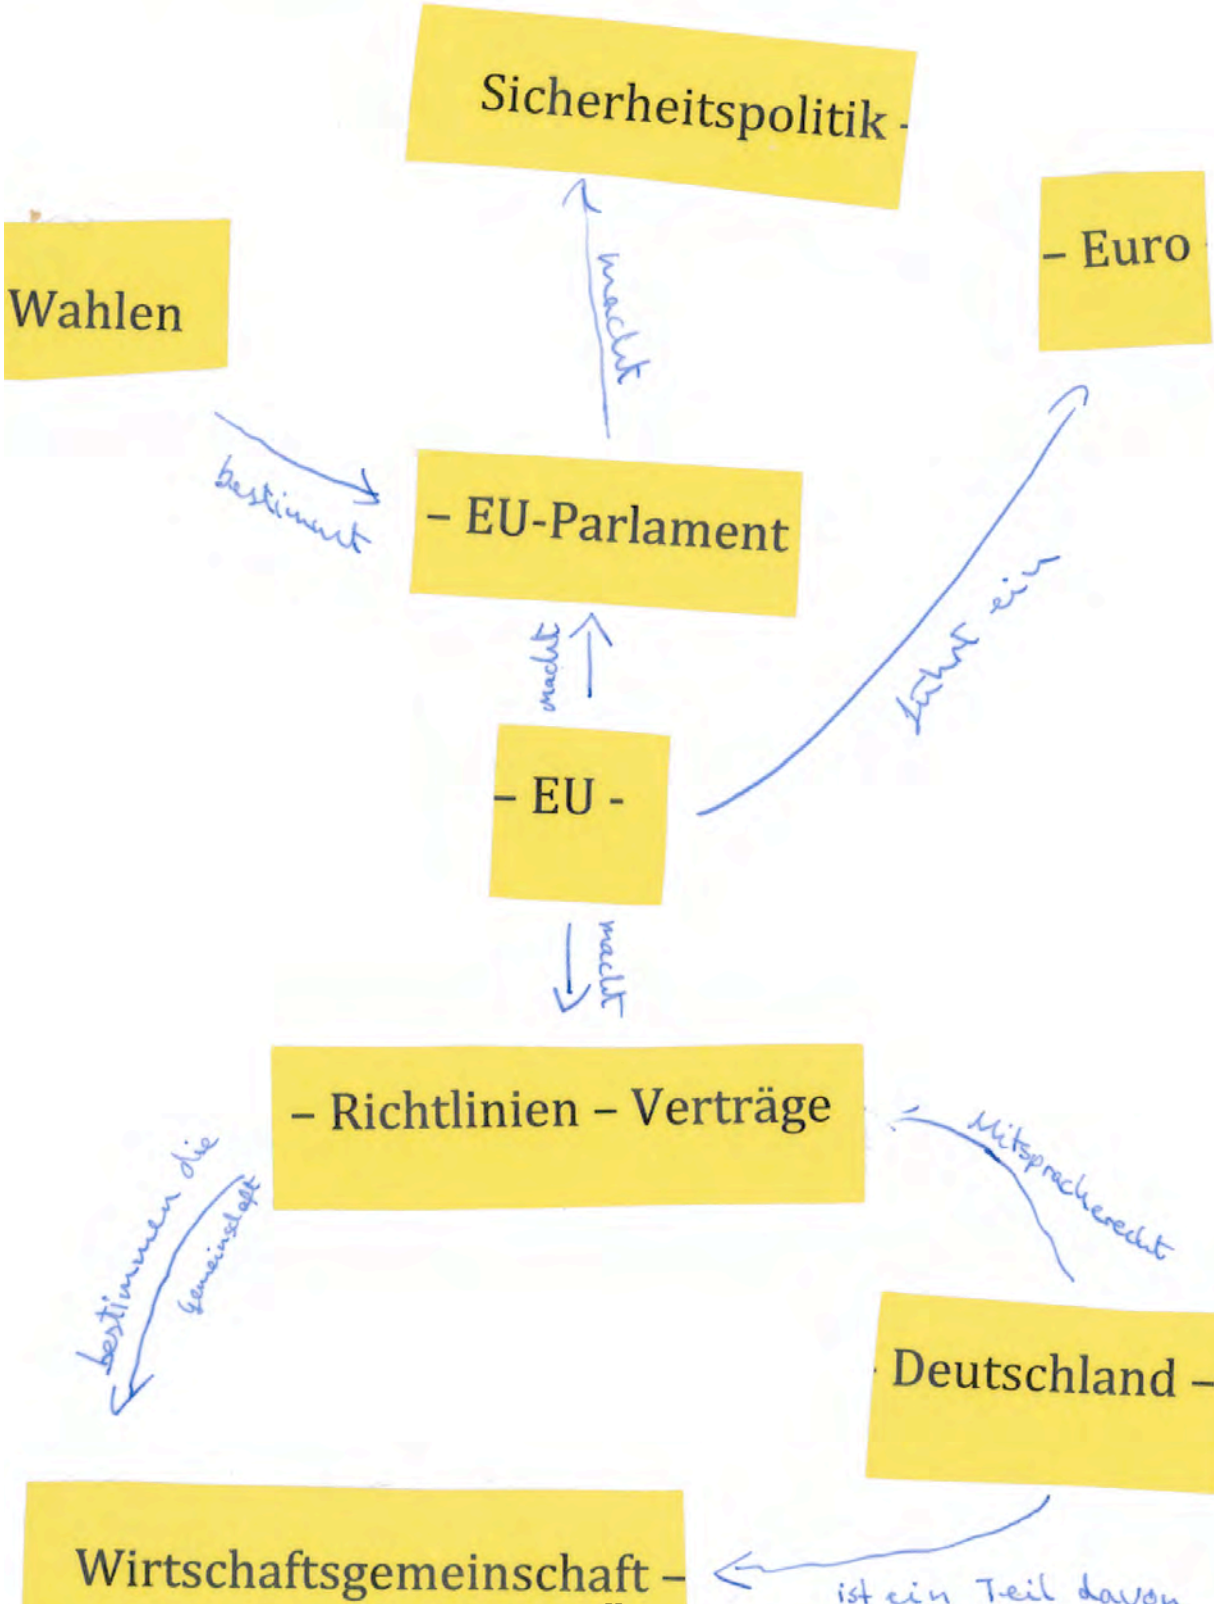 Sicherheitspolitik -
– Euro
Wahlen
macht
bestimmt
– EU-Parlament
macht
führt ein
– EU -
macht
– Richtlinien – Verträge
Mitspracherecht
bestimmen die
gemeinschaft
Deutschland –
Wirtschaftsgemeinschaft –
ist ein Teil davon